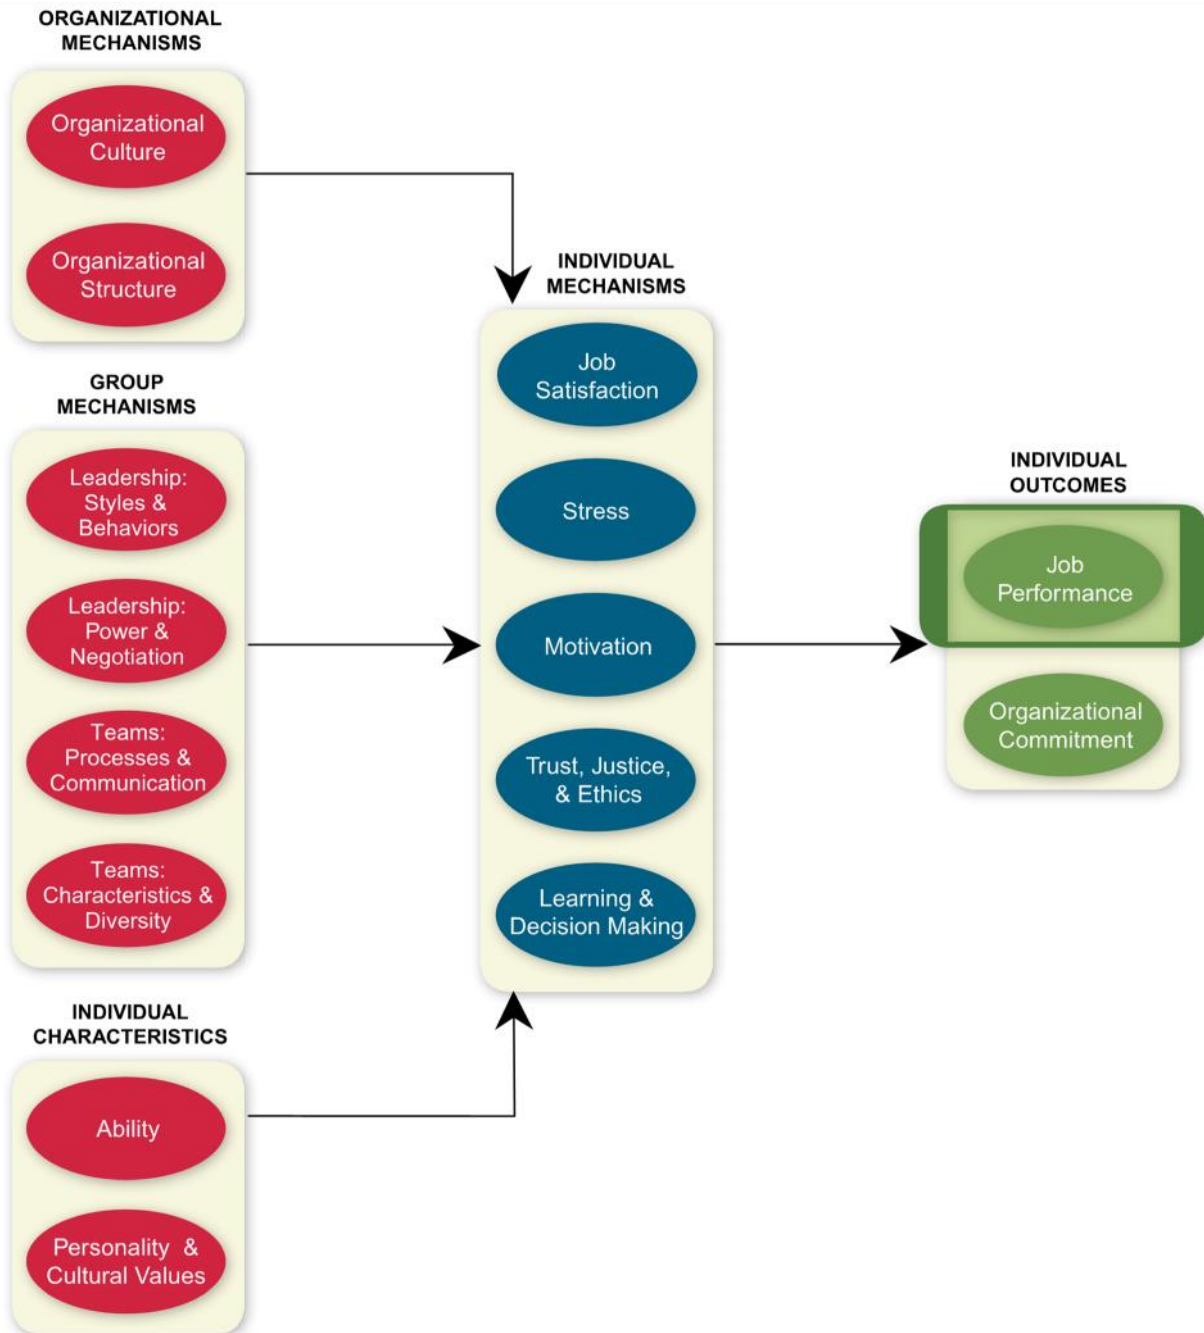 ORGANIZATIONAL
MECHANISMS
Organizational
Culture
Organizational
Structure
GROUP
MECHANISMS
Leadership:
Styles &
Behaviors
Leadership:
Power &
Negotiation
Teams:
Processes &
Communication
Teams:
Characteristics &
Diversity
INDIVIDUAL
CHARACTERISTICS
Ability
Personality &
Cultural Values
INDIVIDUAL
MECHANISMS
Job
Satisfaction
Stress
Motivation
Trust, Justice,
& Ethics
Learning &
Decision Making
INDIVIDUAL
OUTCOMES
Job
Performance
Organizational
Commitment